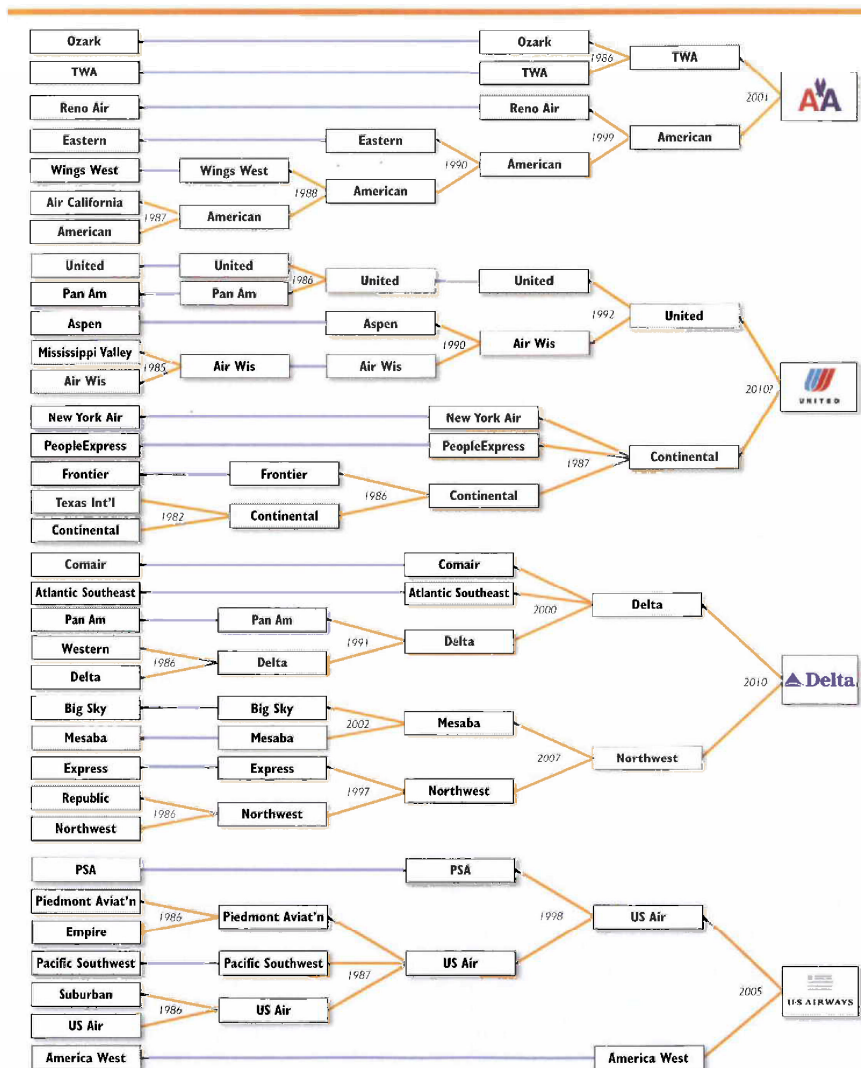 Ozark Ozark
1986 TWA
TWA TWA
2001 AA
Reno Air Reno Air
1999 American
Eastern Eastern
1990 American
Wings West Wings West
1988 American
Air California
1987 American
American
United United
1986 United United
Pan Am Pan Am
1992 United
Aspen Aspen
1990 Air Wis
Mississippi Valley
1985 Air Wis Air Wis
Air Wis
2010? UNITED
New York Air New York Air
PeopleExpress PeopleExpress
1987 Continental
Frontier Frontier
1986 Continental
Texas Int'l
1982 Continental
Continental
Comair Comair
Atlantic Southeast Atlantic Southeast
2000 Delta
Pan Am Pan Am
1991 Delta
Western
1986 Delta
Delta
2010 Delta
Big Sky Big Sky
2002 Mesaba
Mesaba Mesaba
2007 Northwest
Express Express
1997 Northwest
Republic
1986 Northwest
Northwest
PSA PSA
1998 US Air
Piedmont Aviat'n
1986 Piedmont Aviat'n
Empire
Pacific Southwest Pacific Southwest
1987 US Air
Suburban
1986 US Air
US Air
2005 U·S AIRWAYS
America West America West